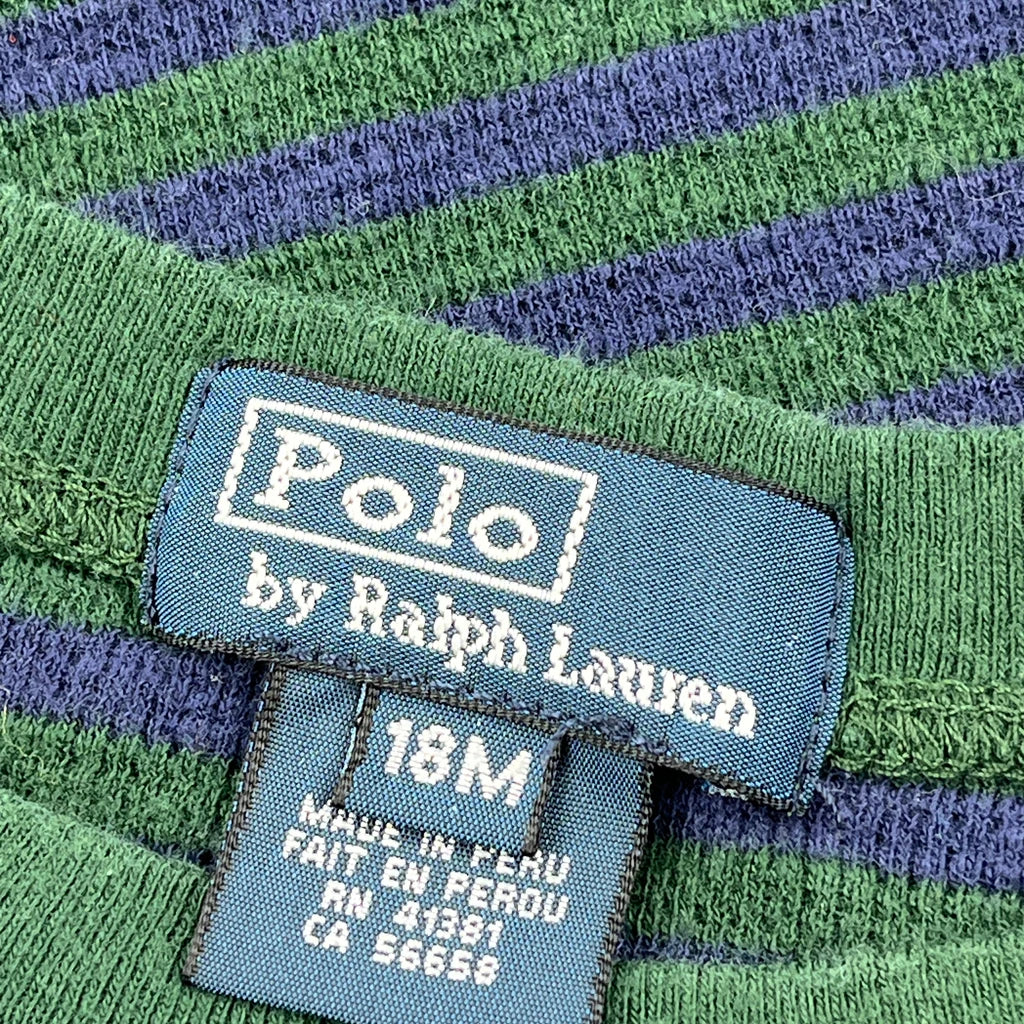 Polo
by Ralph Lauren
18M
MADE IN PERU
FAIT EN PEROU
RN 41381
CA 56658